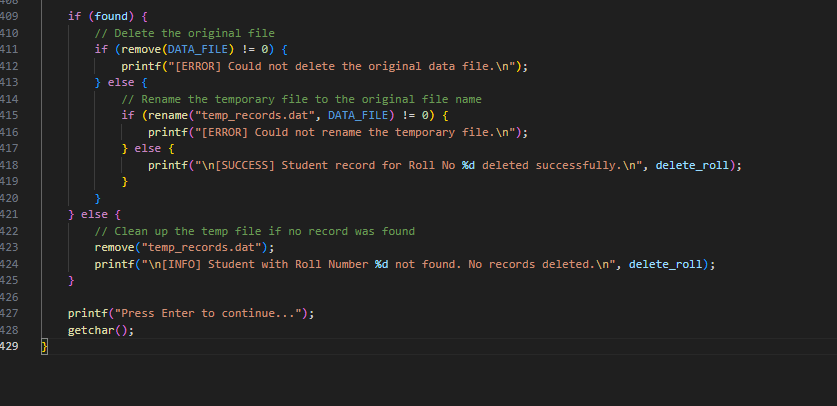 409 if (found) {
410 // Delete the original file
411 if (remove(DATA_FILE) != 0) {
412 printf("[ERROR] Could not delete the original data file.\n");
413 } else {
414 // Rename the temporary file to the original file name
415 if (rename("temp_records.dat", DATA_FILE) != 0) {
416 printf("[ERROR] Could not rename the temporary file.\n");
417 } else {
418 printf("\n[SUCCESS] Student record for Roll No %d deleted successfully.\n", delete_roll);
419 }
420 }
421 } else {
422 // Clean up the temp file if no record was found
423 remove("temp_records.dat");
424 printf("\n[INFO] Student with Roll Number %d not found. No records deleted.\n", delete_roll);
425 }
426
427 printf("Press Enter to continue...");
428 getchar();
429 }